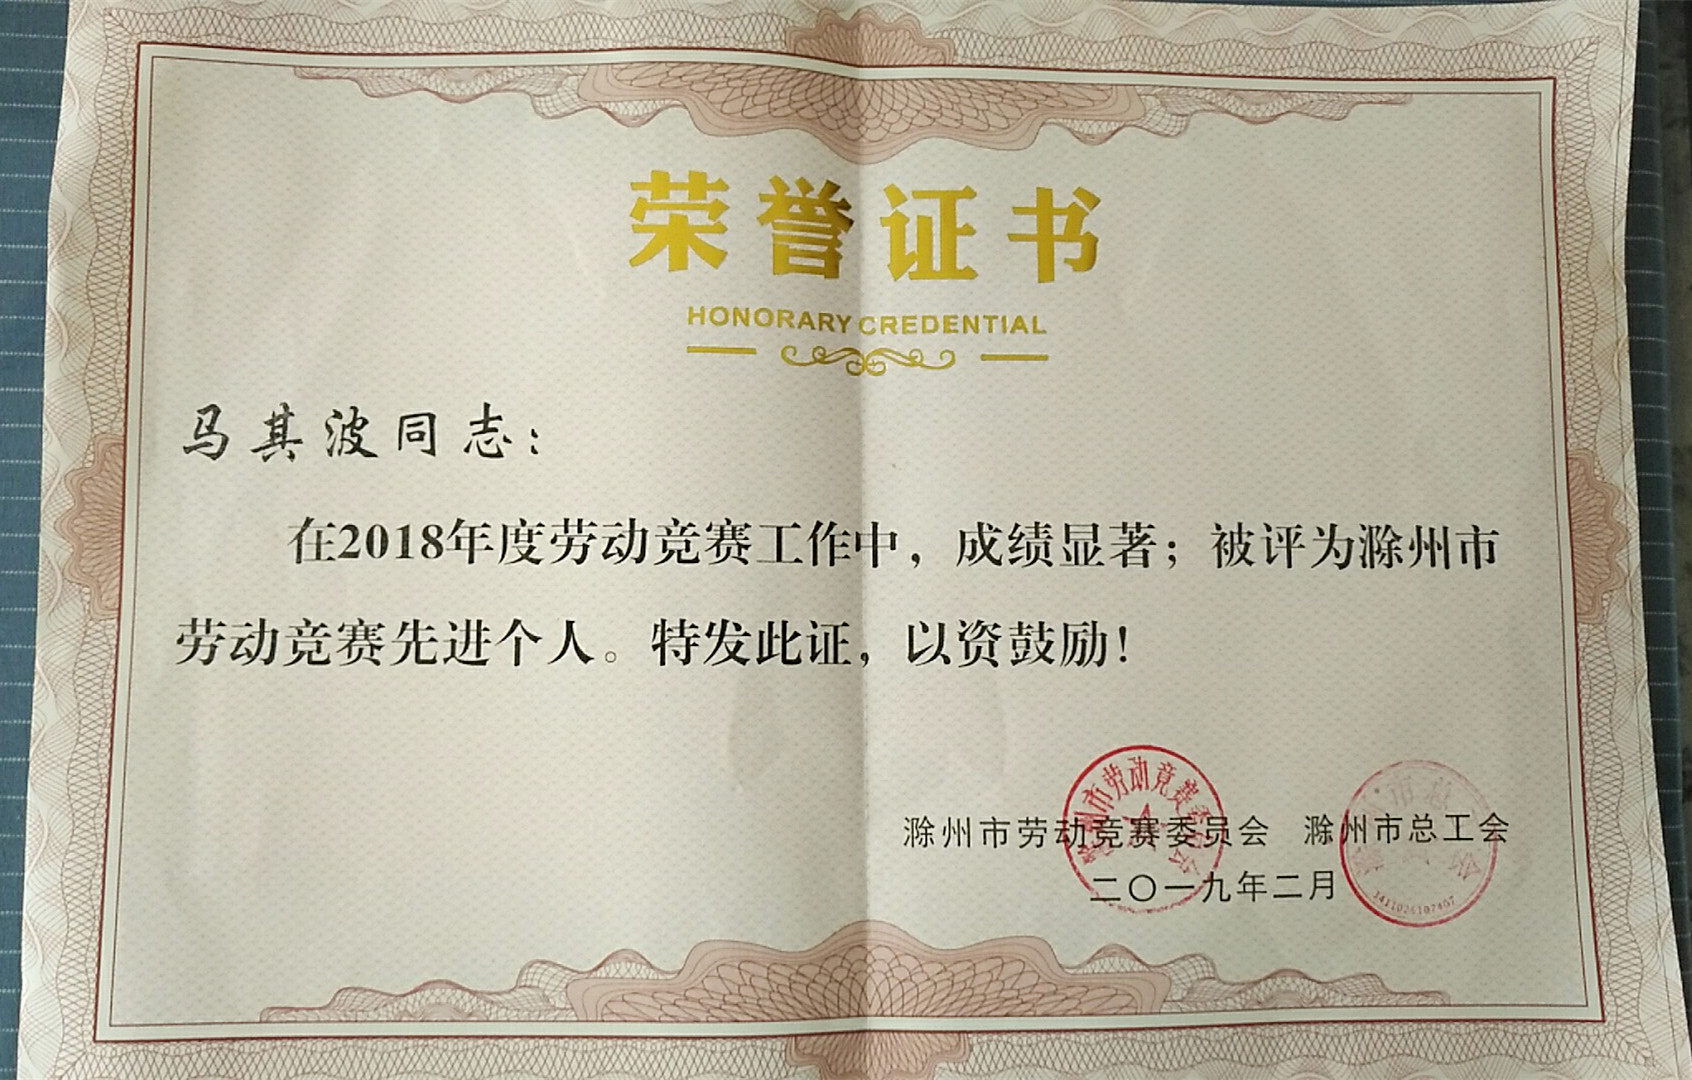 荣誉证书
HONORARY CREDENTIAL
马其波同志：
在2018年度劳动竞赛工作中，成绩显著；被评为滁州市
劳动竞赛先进个人。特发此证，以资鼓励！
滁州市劳动竞赛委员会 滁州市总工会
二〇一九年二月